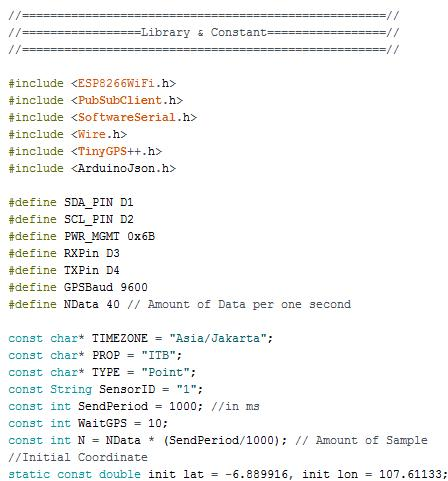 //====================================================//
//=================Library & Constant=================//
//====================================================//
#include <ESP8266WiFi.h>
#include <PubSubClient.h>
#include <SoftwareSerial.h>
#include <Wire.h>
#include <TinyGPS++.h>
#include <ArduinoJson.h>
#define SDA_PIN D1
#define SCL_PIN D2
#define PWR_MGMT 0x6B
#define RXPin D3
#define TXPin D4
#define GPSBaud 9600
#define NData 40 // Amount of Data per one second
const char* TIMEZONE = "Asia/Jakarta";
const char* PROP = "ITB";
const char* TYPE = "Point";
const String SensorID = "1";
const int SendPeriod = 1000; //in ms
const int WaitGPS = 10;
const int N = NData * (SendPeriod/1000); // Amount of Sample
//Initial Coordinate
static const double init_lat = -6.889916, init_lon = 107.61133;